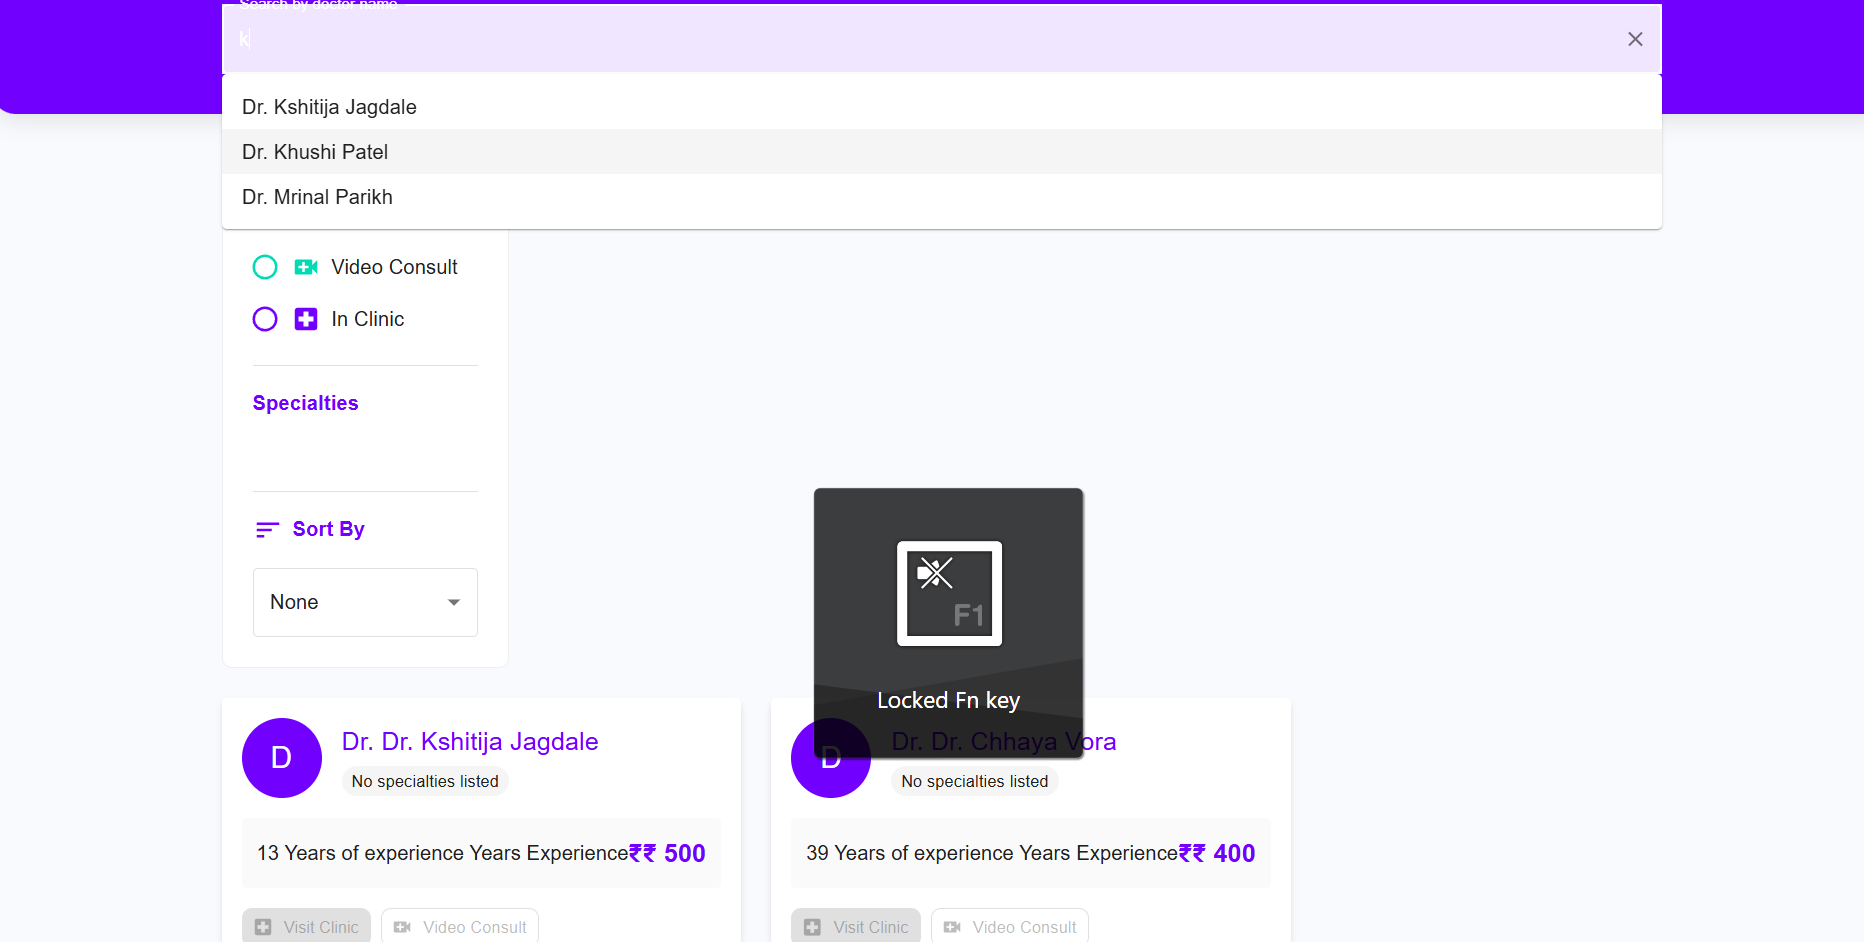 Search by doctor name
k
Dr. Kshitija Jagdale
Dr. Khushi Patel
Dr. Mrinal Parikh
Video Consult
In Clinic
Specialties
Sort By
None
F1
Locked Fn key
D
Dr. Dr. Kshitija Jagdale
No specialties listed
13 Years of experience Years Experience₹₹ 500
Visit Clinic
Video Consult
D
Dr. Dr. Chhaya Vora
No specialties listed
39 Years of experience Years Experience₹₹ 400
Visit Clinic
Video Consult